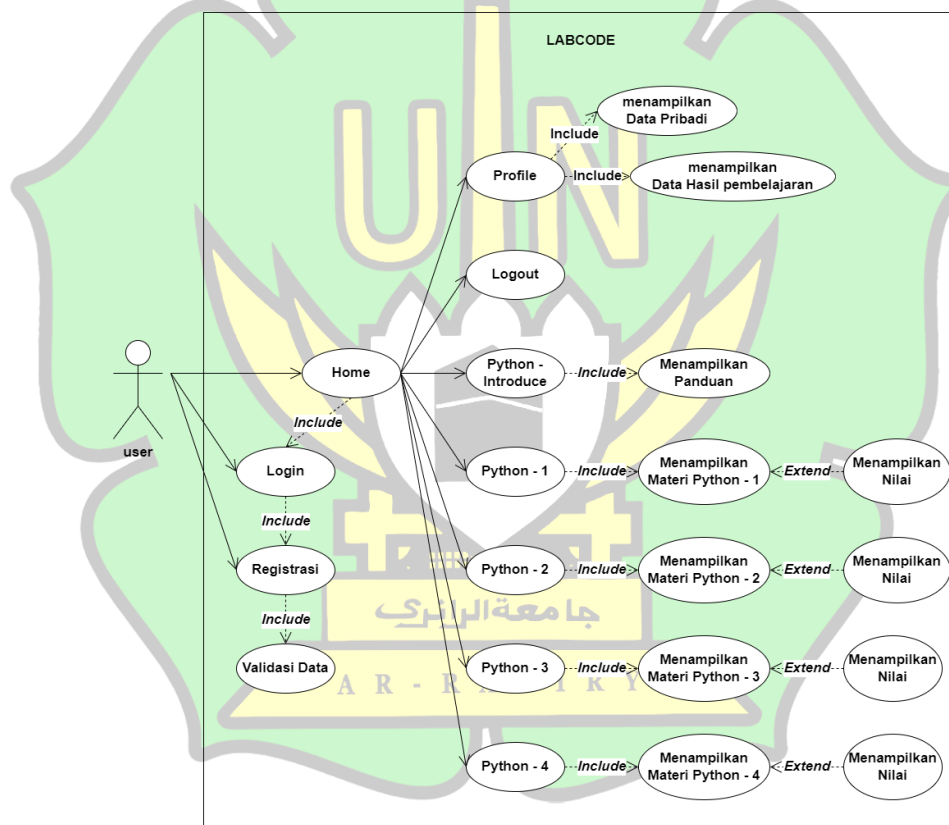 LABCODE
UIN
menampilkan
Data Pribadi
Include
Profile
Include
menampilkan
Data Hasil pembelajaran
Logout
Home
Python -
Introduce
Include
Menampilkan
Panduan
user
Include
Login
Python - 1
Include
Menampilkan
Materi Python - 1
Extend
Menampilkan
Nilai
Include
Registrasi
Python - 2
Include
Menampilkan
Materi Python - 2
Extend
Menampilkan
Nilai
جامعةالرانري
Include
Validasi Data
Python - 3
Include
Menampilkan
Materi Python - 3
Extend
Menampilkan
Nilai
Python - 4
Include
Menampilkan
Materi Python - 4
Extend
Menampilkan
Nilai